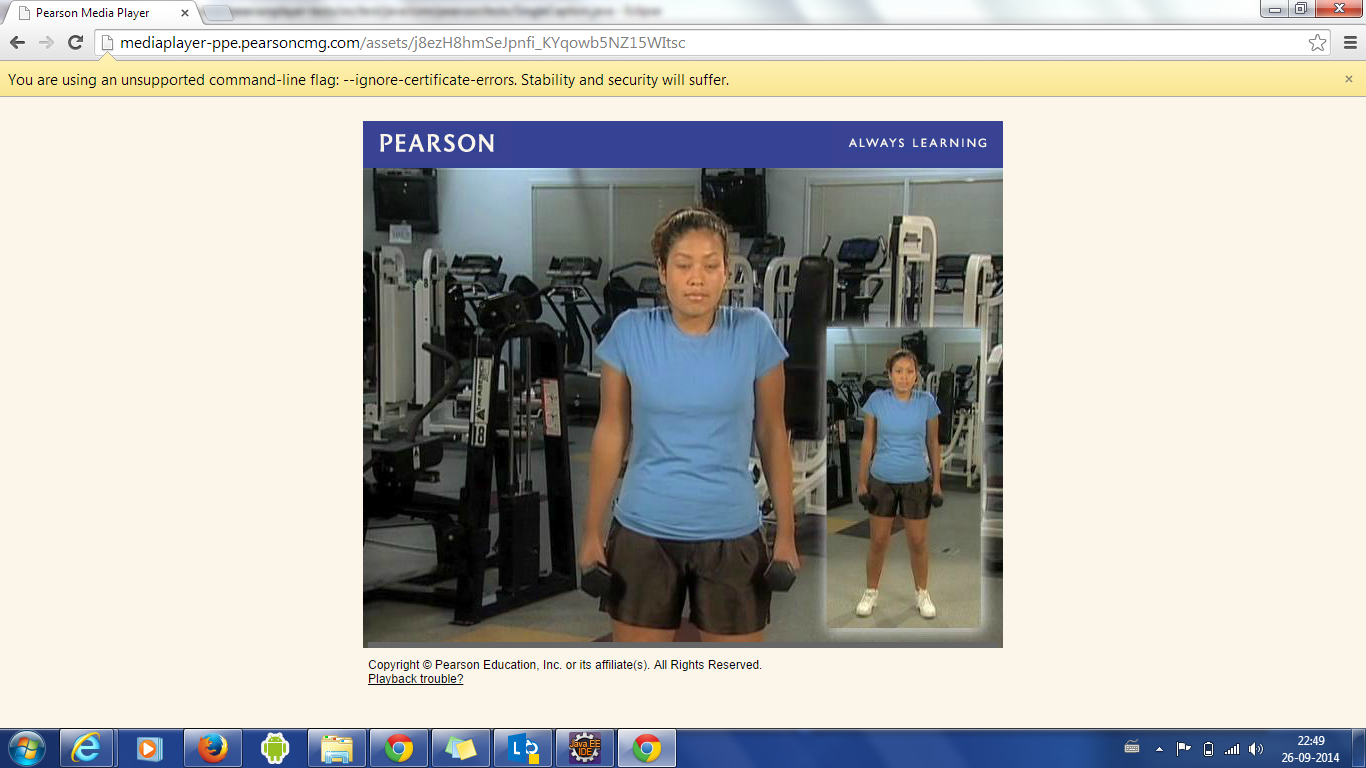 Pearson Media Player
mediaplayer-ppe.pearsoncmg.com/assets/j8ezH8hmSeJpnfi_KYqowb5NZ15WItsc
You are using an unsupported command-line flag: --ignore-certificate-errors. Stability and security will suffer.
PEARSON
ALWAYS LEARNING
18
Copyright © Pearson Education, Inc. or its affiliate(s). All Rights Reserved.
Playback trouble?
Java EE
IDE
22:49
26-09-2014